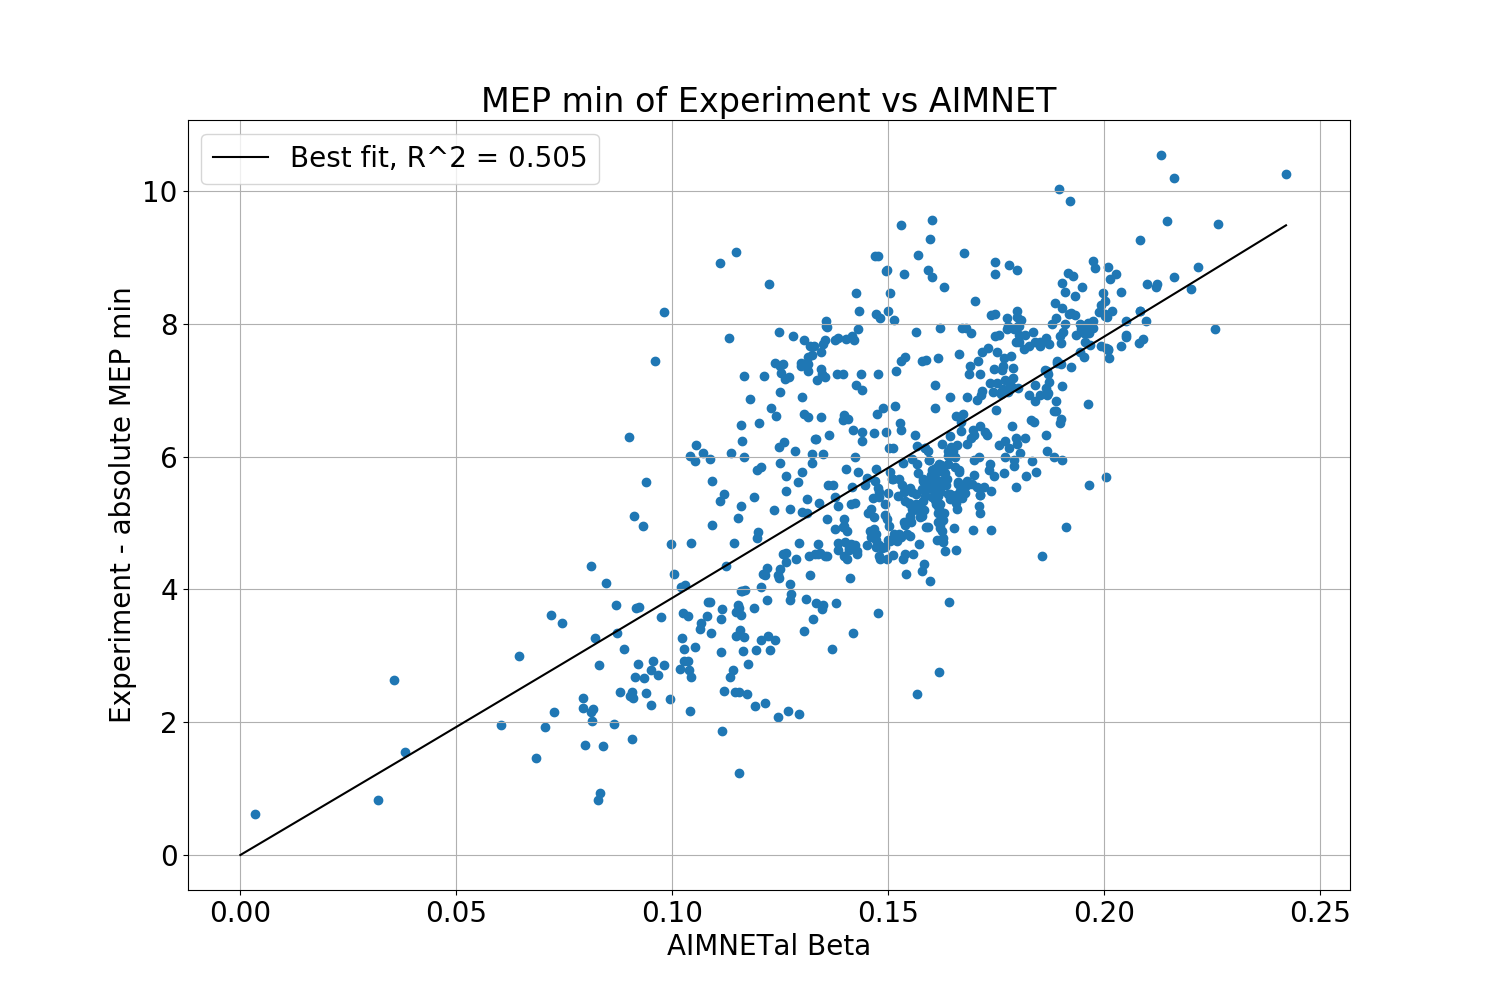 MEP min of Experiment vs AIMNET
Best fit, R^2 = 0.505
Experiment - absolute MEP min
10
8
6
4
2
0
0.00 0.05 0.10 0.15 0.20 0.25
AIMNETal Beta